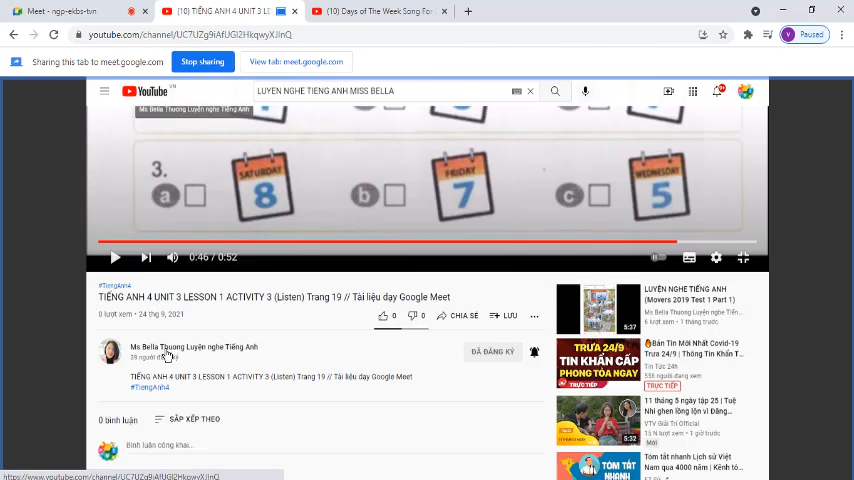 Meet - ngp-ekbs-tvn
(10) TIẾNG ANH 4 UNIT 3 L
(10) Days of The Week Song For
youtube.com/channel/UC7UZg9iAfUGl2HkqwyXJInQ
Paused
Sharing this tab to meet.google.com
Stop sharing
View tab: meet.google.com
YouTube VN
LUYEN NGHE TIENG ANH MISS BELLA
Ms Bella Thuong Luyện nghe Tiếng Anh
3.
SATURDAY
FRIDAY
WEDNESDAY
a 8 b 7 c 5
0:46 / 0:52
#TiengAnh4
TIẾNG ANH 4 UNIT 3 LESSON 1 ACTIVITY 3 (Listen) Trang 19 // Tài liệu dạy Google Meet
0 lượt xem • 24 thg 9, 2021
0
0
CHIA SẺ
LƯU
Ms Bella Thuong Luyện nghe Tiếng Anh
ĐÃ ĐĂNG KÝ
TIẾNG ANH 4 UNIT 3 LESSON 1 ACTIVITY 3 (Listen) Trang 19 // Tài liệu dạy Google Meet
#TiengAnh4
0 bình luận
SẮP XẾP THEO
Bình luận công khai...
LUYỆN NGHE TIẾNG ANH
(Movers 2019 Test 1 Part 1)
Ms Bella Thuong Luyện nghe T...
6 lượt xem • 1 tháng trước
5:37
TRƯA 24/9
TIN KHẨN CẤP
PHONG TỎA NGAY
Bản Tin Mới Nhất Covid-19
Trưa 24/9 | Thông Tin Khẩn T...
Tin Tức 24h
TRỰC TIẾP
11 tháng 5 ngày tập 25 | Tuệ
Nhi ghen lồng lộn vì Đăng...
VTV Giải Trí Official
15 N lượt xem • 1 giờ trước
Mới
5:32
TÓM TẮT
NHANH
Tóm tắt nhanh Lịch sử Việt
Nam qua 4000 năm | Kênh tó...
https://www.youtube.com/channel/UC7UZg9iAfUGl2HkqwyXJInQ